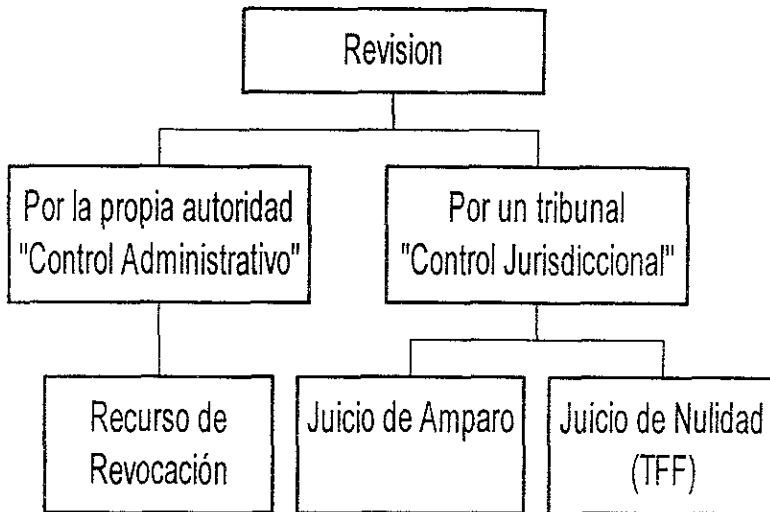 Revision
Por la propia autoridad
"Control Administrativo"
Por un tribunal
"Control Jurisdiccional"
Recurso de
Revocación
Juicio de Amparo
Juicio de Nulidad
(TFF)